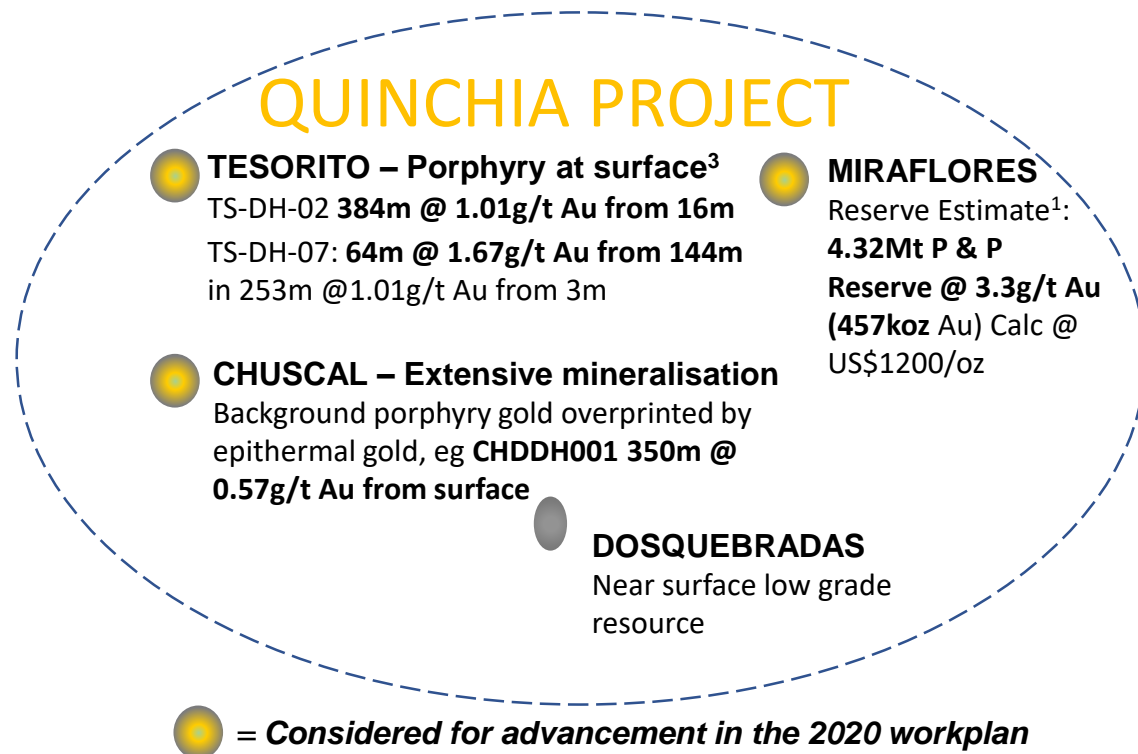 QUINCHIA PROJECT
TESORITO – Porphyry at surface³
TS-DH-02 384m @ 1.01g/t Au from 16m
TS-DH-07: 64m @ 1.67g/t Au from 144m
in 253m @1.01g/t Au from 3m
MIRAFLORES
Reserve Estimate¹:
4.32Mt P & P
Reserve @ 3.3g/t Au
(457koz Au) Calc @
US$1200/oz
CHUSCAL – Extensive mineralisation
Background porphyry gold overprinted by
epithermal gold, eg CHDDH001 350m @
0.57g/t Au from surface
DOSQUEBRADAS
Near surface low grade
resource
= Considered for advancement in the 2020 workplan